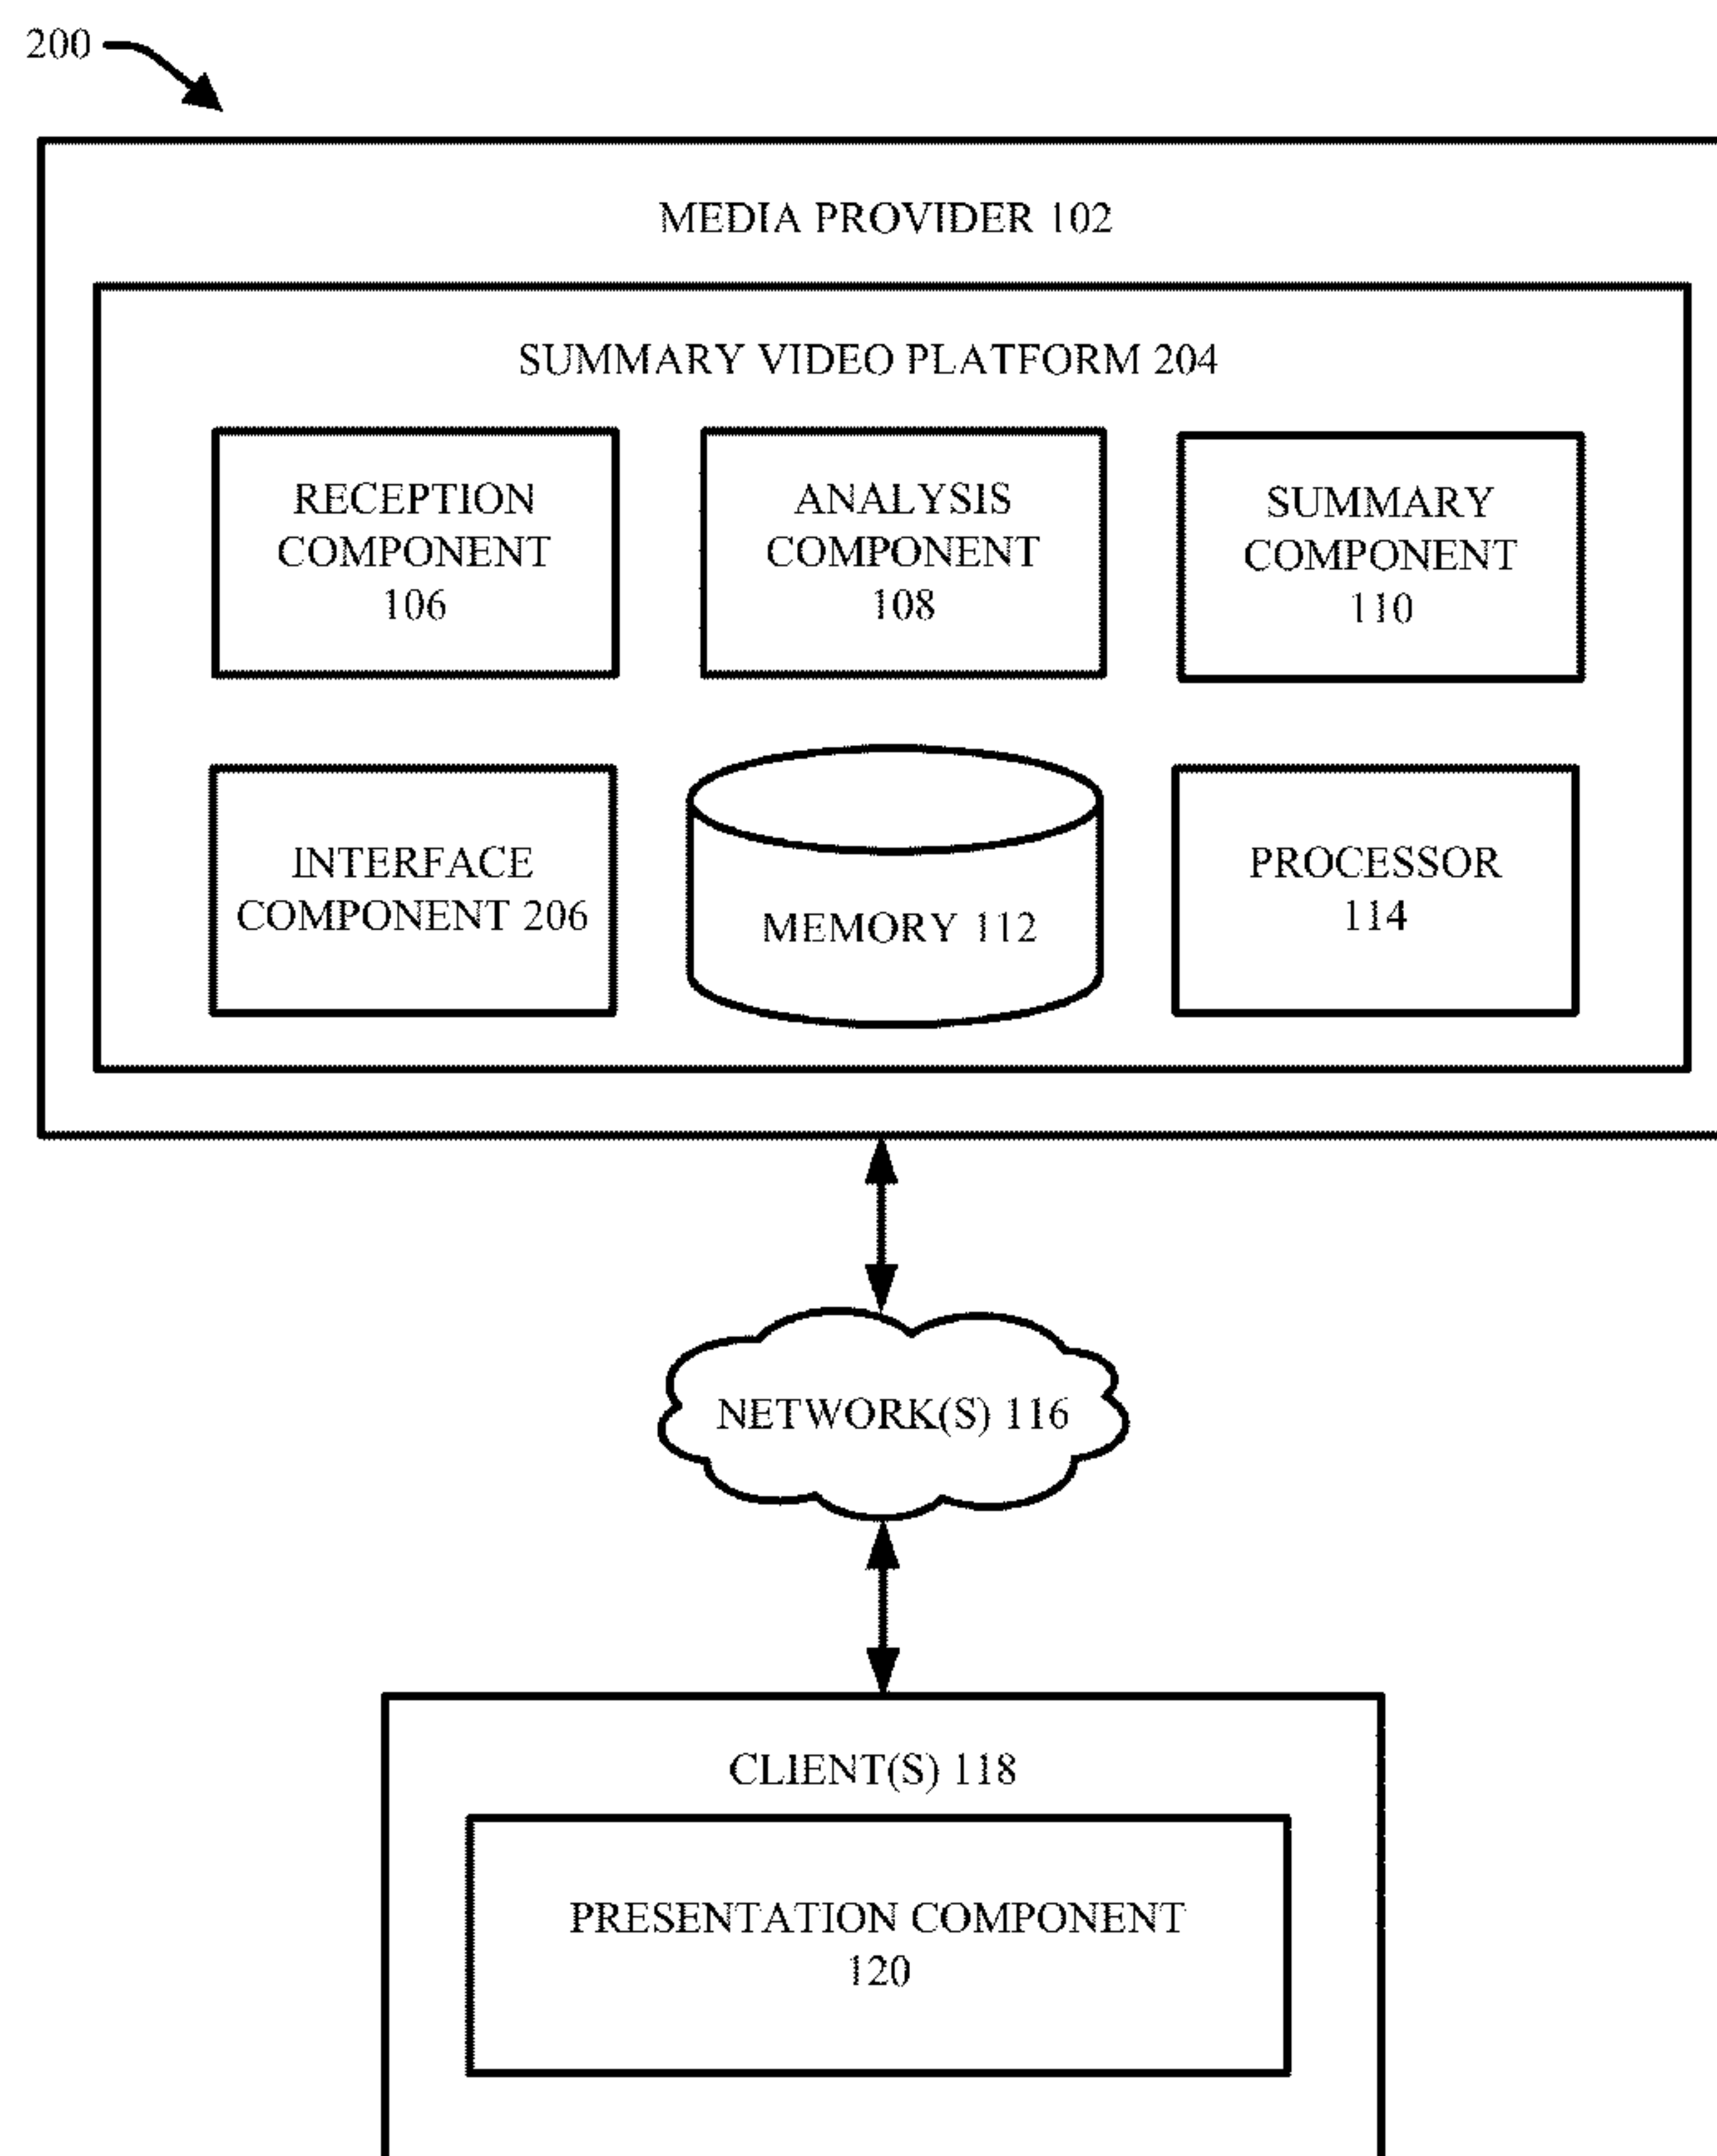 200
MEDIA PROVIDER 102
SUMMARY VIDEO PLATFORM 204
RECEPTION
COMPONENT
106
ANALYSIS
COMPONENT
108
SUMMARY
COMPONENT
110
INTERFACE
COMPONENT 206
MEMORY 112
PROCESSOR
114
NETWORK(S) 116
CLIENT(S) 118
PRESENTATION COMPONENT
120